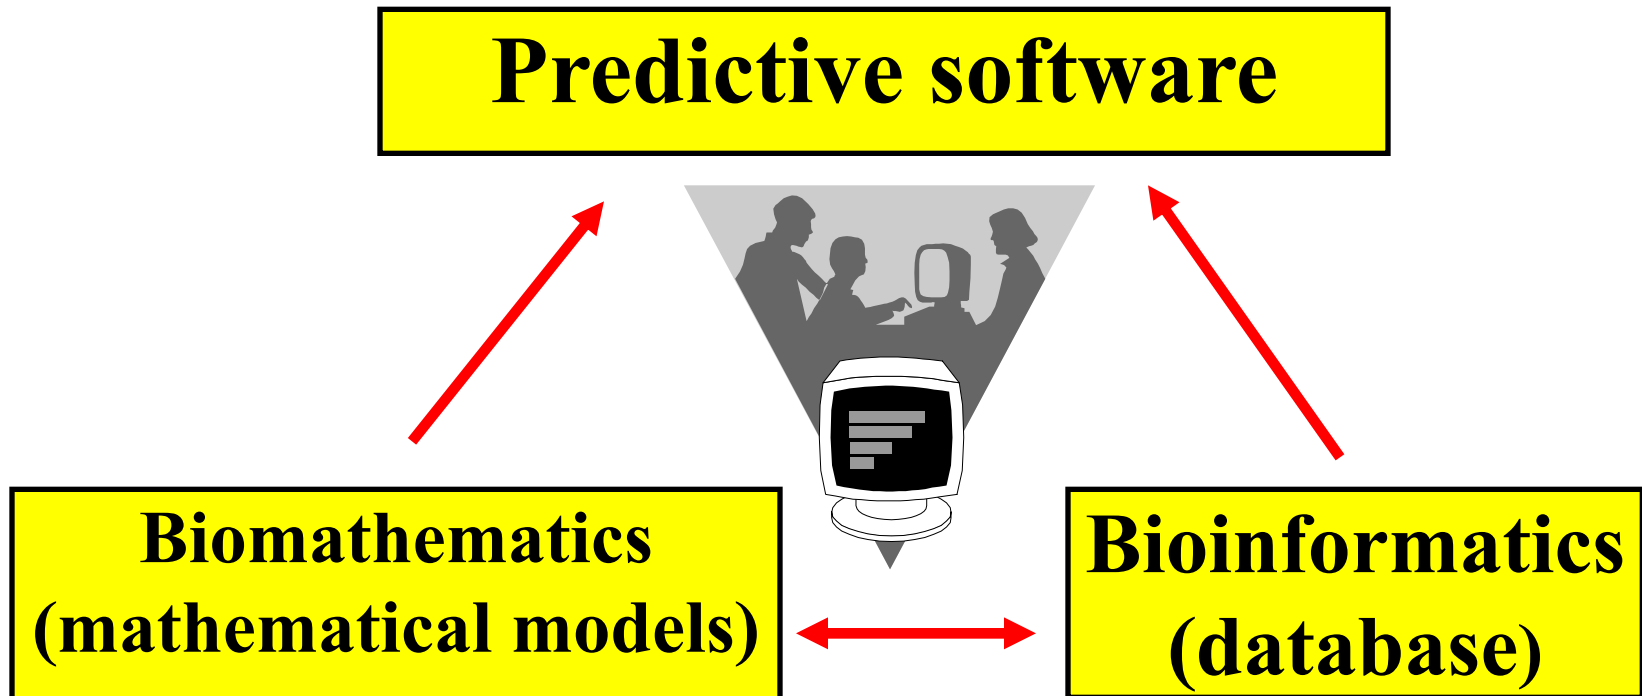 Predictive software
Biomathematics
(mathematical models)
Bioinformatics
(database)